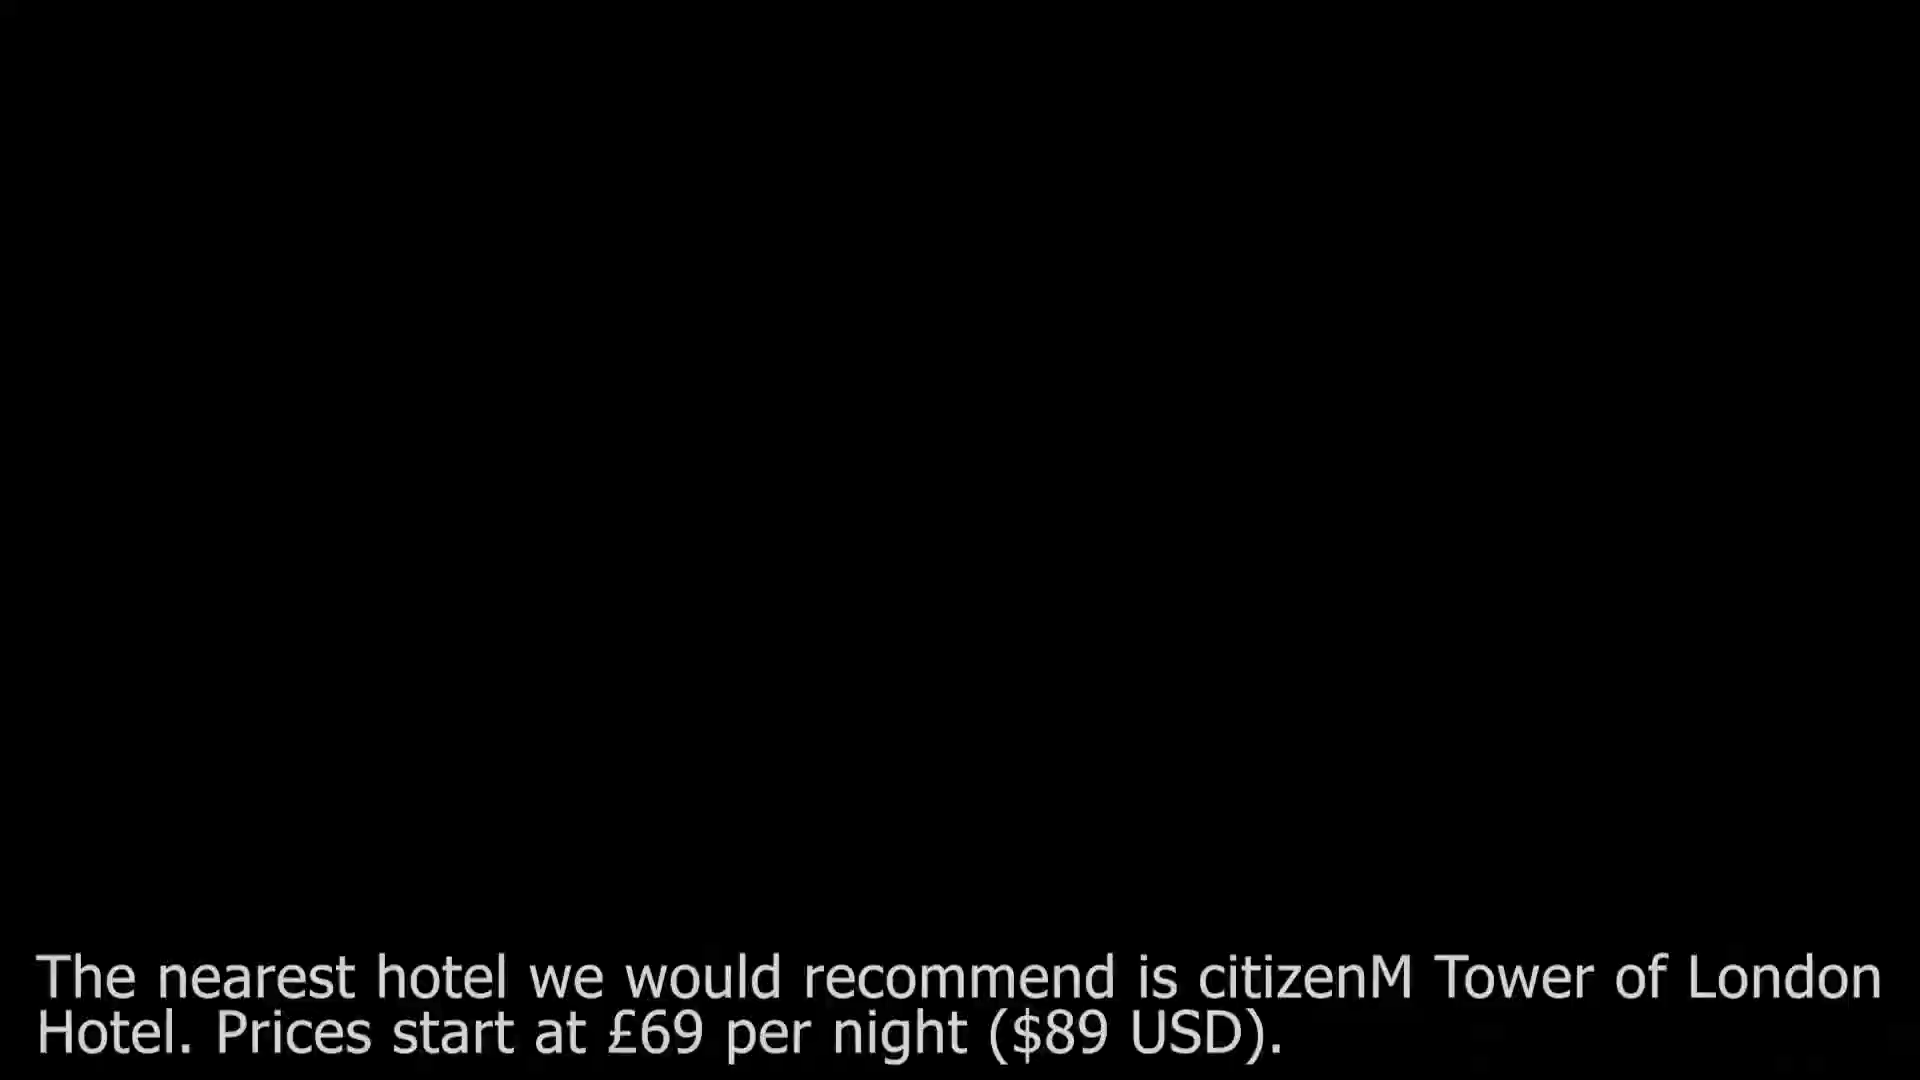 The nearest hotel we would recommend is citizenM Tower of London
Hotel. Prices start at £69 per night ($89 USD).